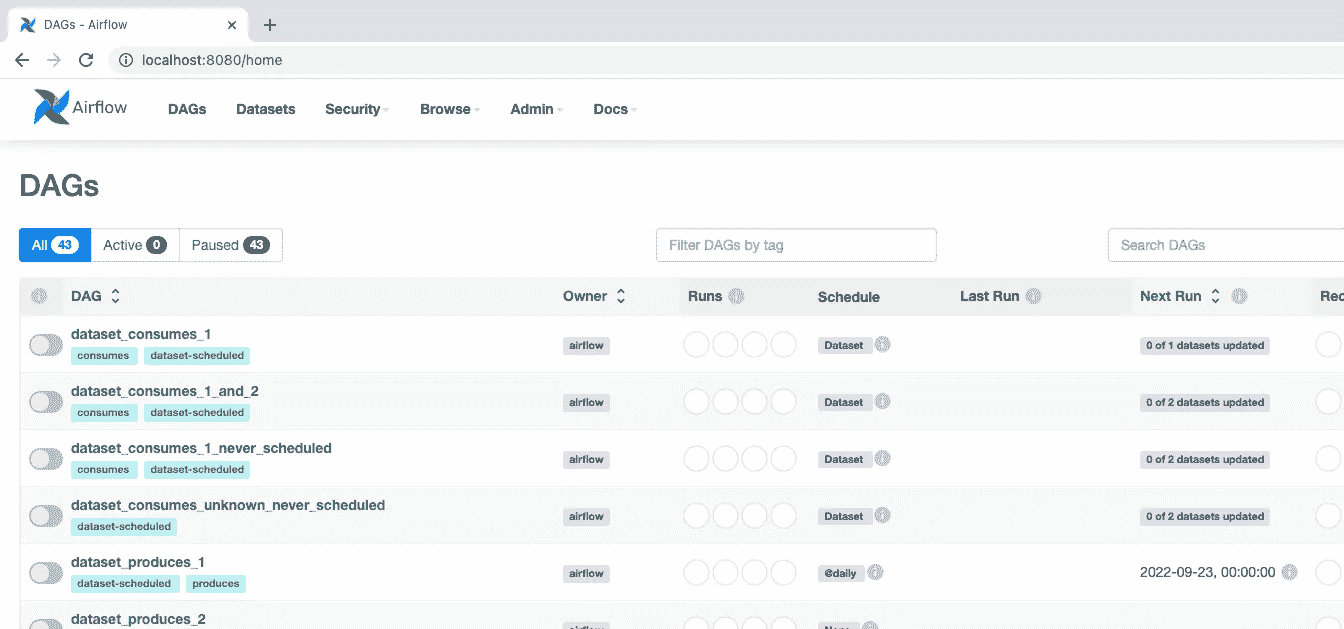 DAGs - Airflow
localhost:8080/home
Airflow DAGs Datasets Security Browse Admin Docs
DAGs
All 43 Active 0 Paused 43 Filter DAGs by tag Search DAGs
DAG Owner Runs Schedule Last Run Next Run Rec
dataset_consumes_1
consumes dataset-scheduled airflow Dataset 0 of 1 datasets updated
dataset_consumes_1_and_2
consumes dataset-scheduled airflow Dataset 0 of 2 datasets updated
dataset_consumes_1_never_scheduled
consumes dataset-scheduled airflow Dataset 0 of 2 datasets updated
dataset_consumes_unknown_never_scheduled
dataset-scheduled airflow Dataset 0 of 2 datasets updated
dataset_produces_1
dataset-scheduled produces airflow @daily 2022-09-23, 00:00:00
dataset_produces_2